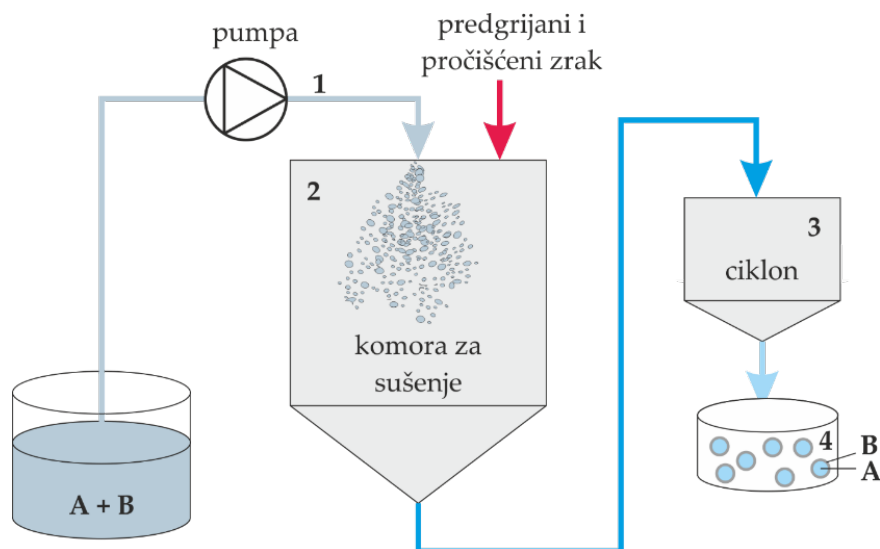 pumpa
1
predgrijani i
pročišćeni zrak
2
komora za
sušenje
3
ciklon
A + B
4
B
A